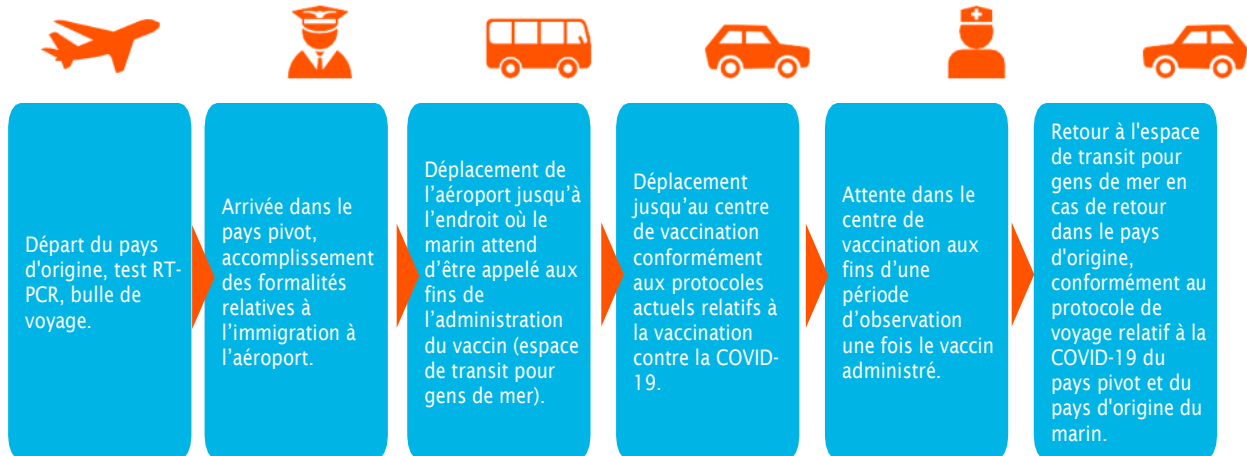 Départ du pays
d'origine, test RT-
PCR, bulle de
voyage.
Arrivée dans le
pays pivot,
accomplissement
des formalités
relatives à
l’immigration à
l’aéroport.
Déplacement de
l’aéroport jusqu’à
l’endroit où le
marin attend
d’être appelé aux
fins de
l’administration
du vaccin (espace
de transit pour
gens de mer).
Déplacement
jusqu’au centre
de vaccination
conformément
aux protocoles
actuels relatifs à
la vaccination
contre la COVID-
19.
Attente dans le
centre de
vaccination aux
fins d’une
période
d’observation
une fois le vaccin
administré.
Retour à l'espace
de transit pour
gens de mer en
cas de retour
dans le pays
d'origine,
conformément au
protocole de
voyage relatif à la
COVID-19 du
pays pivot et du
pays d'origine du
marin.